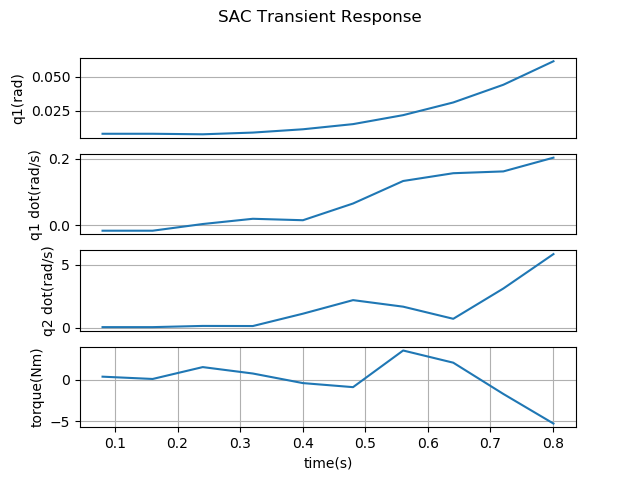 SAC Transient Response
0.050
0.025
q1(rad)
0.2
0.0
q1 dot(rad/s)
5
0
q2 dot(rad/s)
0
−5
torque(Nm)
0.1 0.2 0.3 0.4 0.5 0.6 0.7 0.8
time(s)